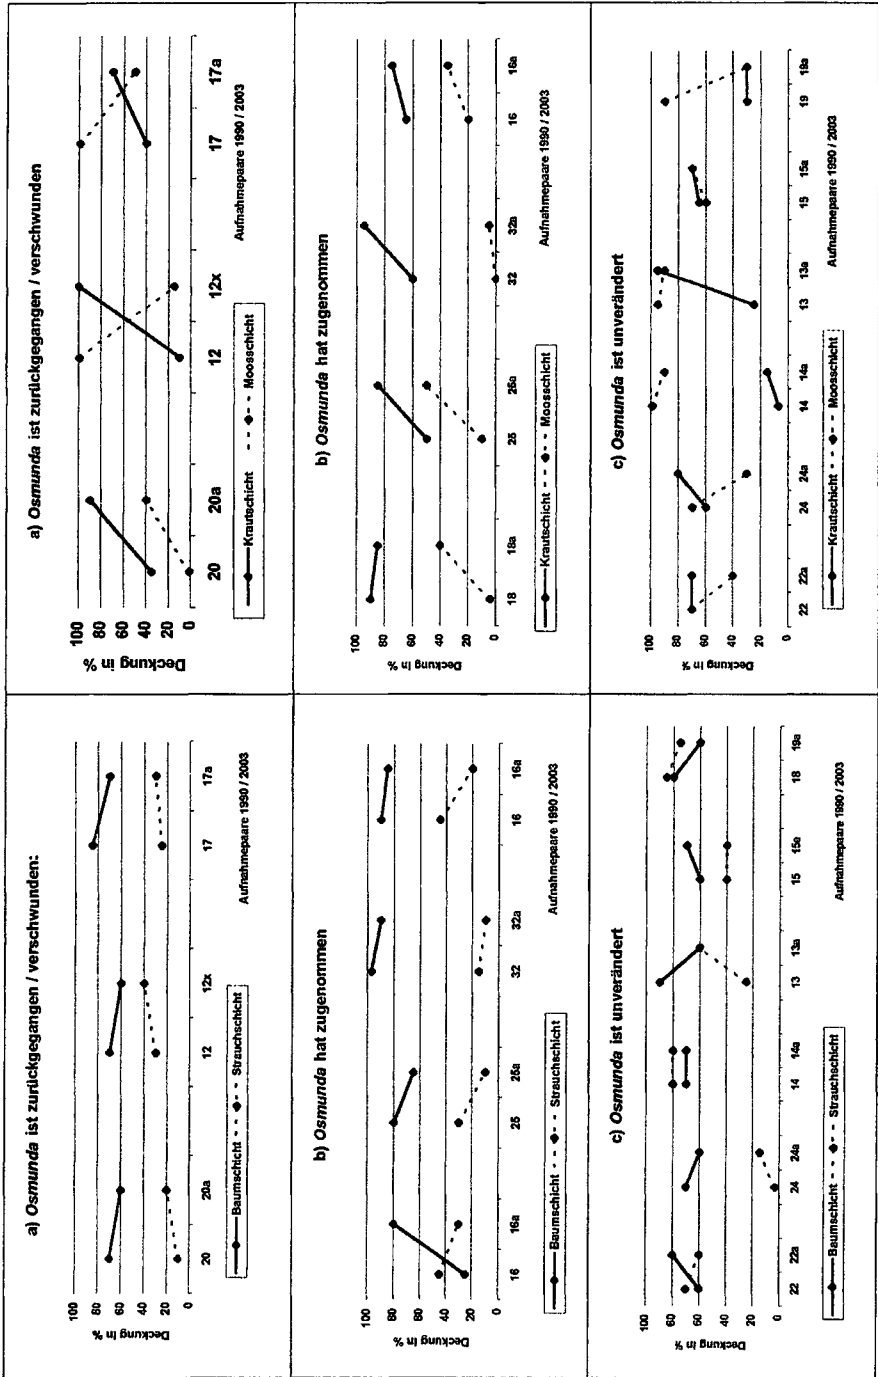 a) Osmunda ist zurückgegangen / verschwunden:
Deckung in %
100
80
60
40
20
0
20 20a 12 12x 17 17a
Aufnahmepaare 1990 / 2003
Baumschicht Strauchschicht
a) Osmunda ist zurückgegangen / verschwunden
Deckung in %
100
80
60
40
20
0
20 20a 12 12x 17 17a
Aufnahmepaare 1990 / 2003
Krautschicht Moosschicht
b) Osmunda hat zugenommen
Deckung in %
100
80
60
40
20
0
16 16a 25 25a 32 32a 16 16a
Aufnahmepaare 1990 / 2003
Baumschicht Strauchschicht
b) Osmunda hat zugenommen
Deckung in %
100
80
60
40
20
0
18 18a 25 26a 32 32a 16 16a
Aufnahmepaare 1990 / 2003
Krautschicht Moosschicht
c) Osmunda ist unverändert
Deckung in %
100
80
60
40
20
0
22 22a 24 24a 14 14a 13 13a 15 15e 18 19a
Aufnahmepaare 1990 / 2003
Baumschicht Strauchschicht
c) Osmunda ist unverändert
Deckung in %
100
80
60
40
20
0
22 22a 24 24a 14 14a 13 13a 15 15a 19 19a
Aufnahmepaare 1990 / 2003
Krautschicht Moosschicht